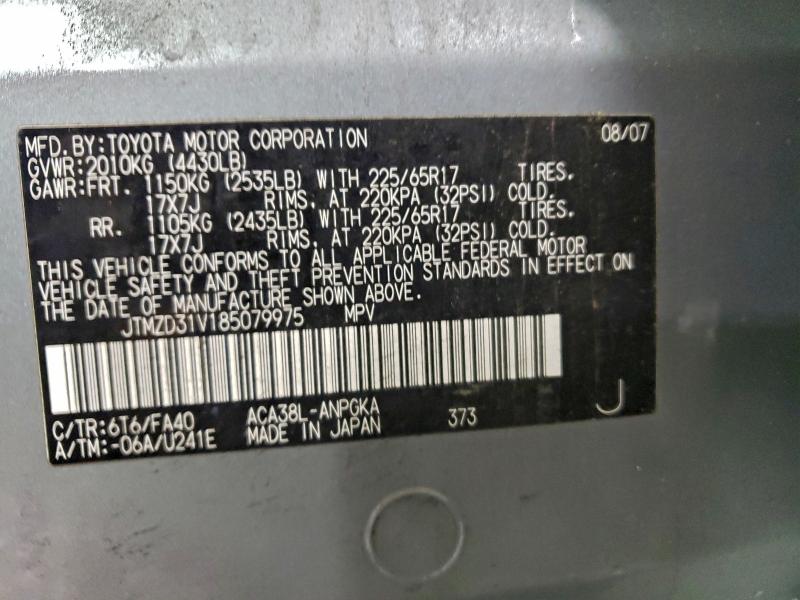 MFD. BY: TOYOTA MOTOR CORPORATION 08/07
GVWR: 2010KG (4430LB)
GAWR: FRT. 1150KG (2535LB) WITH 225/65R17 TIRES.
17X7J RIMS. AT 220KPA (32PSI) COLD.
RR. 1105KG (2435LB) WITH 225/65R17 TIRES.
17X7J RIMS. AT 220KPA (32PSI) COLD.
THIS VEHICLE CONFORMS TO ALL APPLICABLE FEDERAL MOTOR
VEHICLE SAFETY AND THEFT PREVENTION STANDARDS IN EFFECT ON
THE DATE OF MANUFACTURE SHOWN ABOVE.
JTMZD31V185079975 MPV
C/TR: 6T6/FA40 ACA38L-ANPGKA 373 J
A/TM: -06A/U241E MADE IN JAPAN